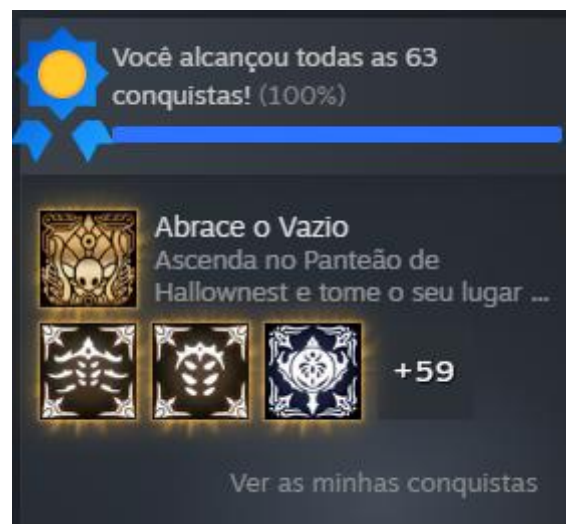 Você alcançou todas as 63
conquistas! (100%)
Abrace o Vazio
Ascenda no Panteão de
Hallownest e tome o seu lugar ...
+59
Ver as minhas conquistas